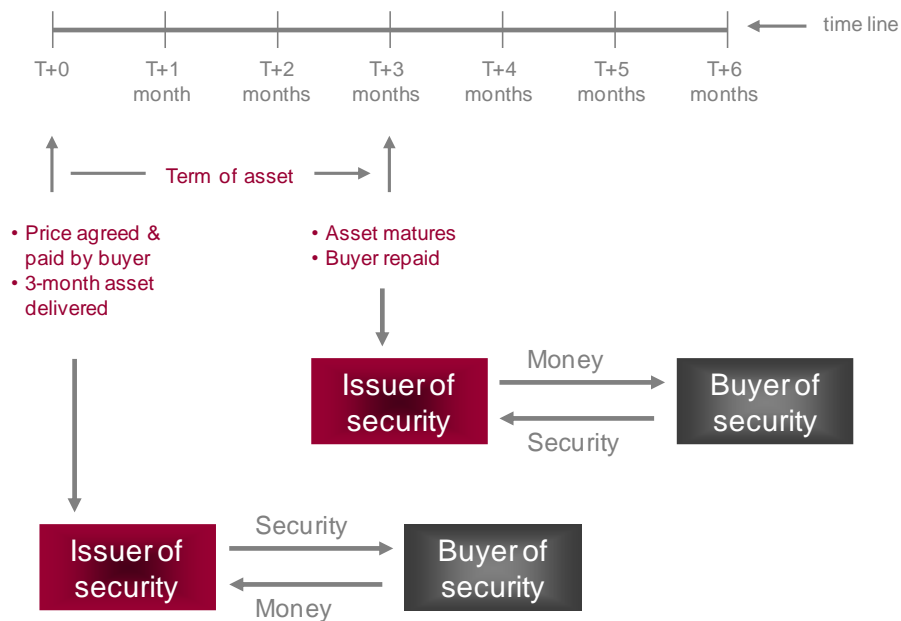 time line
T+0
T+1
month
T+2
months
T+3
months
T+4
months
T+5
months
T+6
months
Term of asset
• Price agreed &
paid by buyer
• 3-month asset
delivered
• Asset matures
• Buyer repaid
Issuer of
security
Money
Security
Buyer of
security
Issuer of
security
Security
Money
Buyer of
security